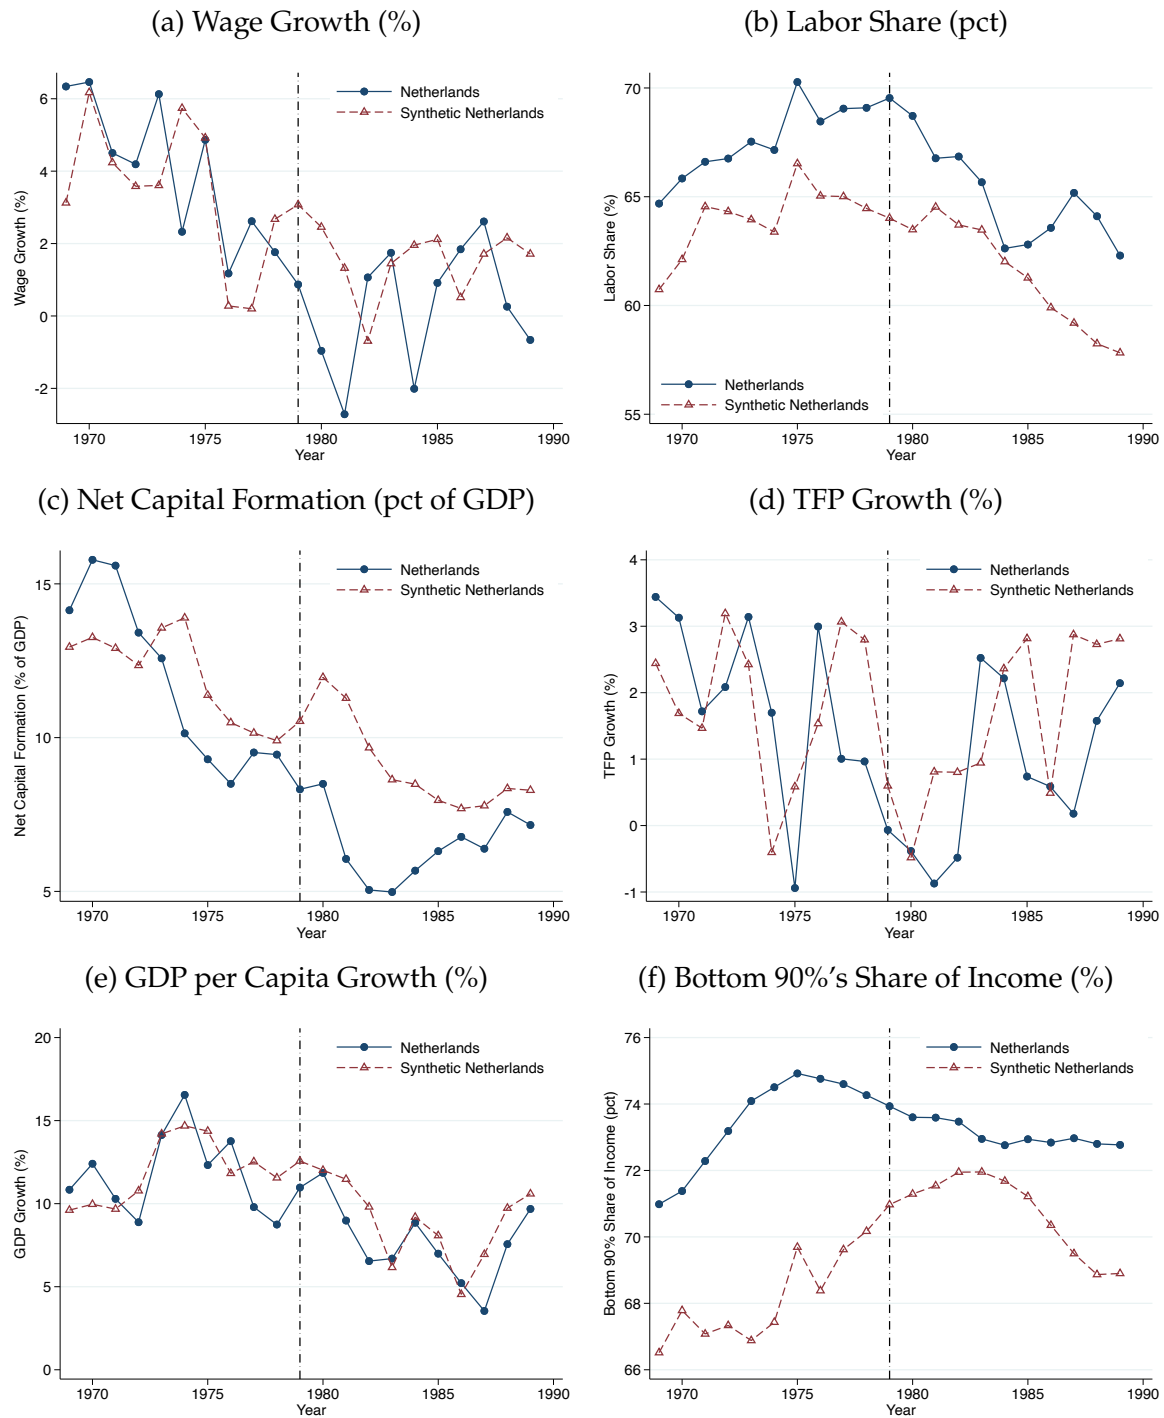 (a) Wage Growth (%)
Wage Growth (%)
6
4
2
0
-2
Netherlands
Synthetic Netherlands
1970 1975 1980 1985 1990
Year
(b) Labor Share (pct)
Labor Share (%)
70
65
60
55
Netherlands
Synthetic Netherlands
1970 1975 1980 1985 1990
Year
(c) Net Capital Formation (pct of GDP)
Net Capital Formation (% of GDP)
15
10
5
Netherlands
Synthetic Netherlands
1970 1975 1980 1985 1990
Year
(d) TFP Growth (%)
TFP Growth (%)
4
3
2
1
0
-1
Netherlands
Synthetic Netherlands
1970 1975 1980 1985 1990
Year
(e) GDP per Capita Growth (%)
GDP Growth (%)
20
15
10
5
0
Netherlands
Synthetic Netherlands
1970 1975 1980 1985 1990
Year
(f) Bottom 90%’s Share of Income (%)
Bottom 90% Share of Income (pct)
76
74
72
70
68
66
Netherlands
Synthetic Netherlands
1970 1975 1980 1985 1990
Year